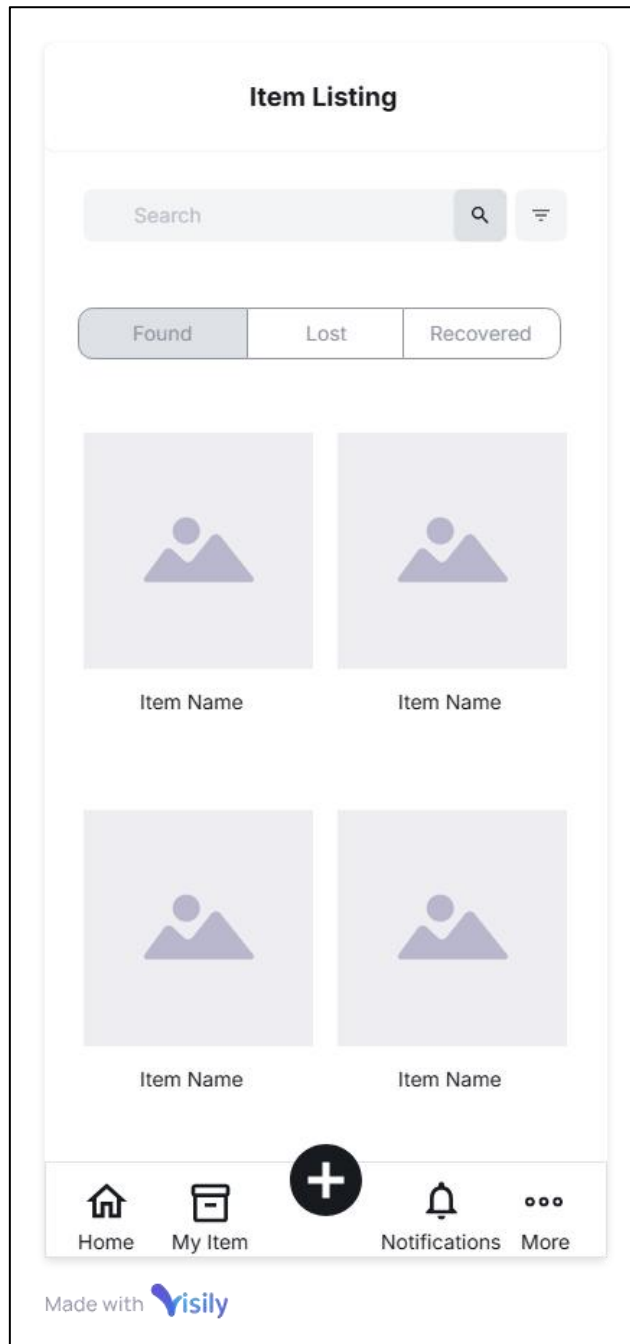 Item Listing
Search
Found Lost Recovered
Item Name Item Name
Item Name Item Name
Home My Item Notifications More
Made with Visily